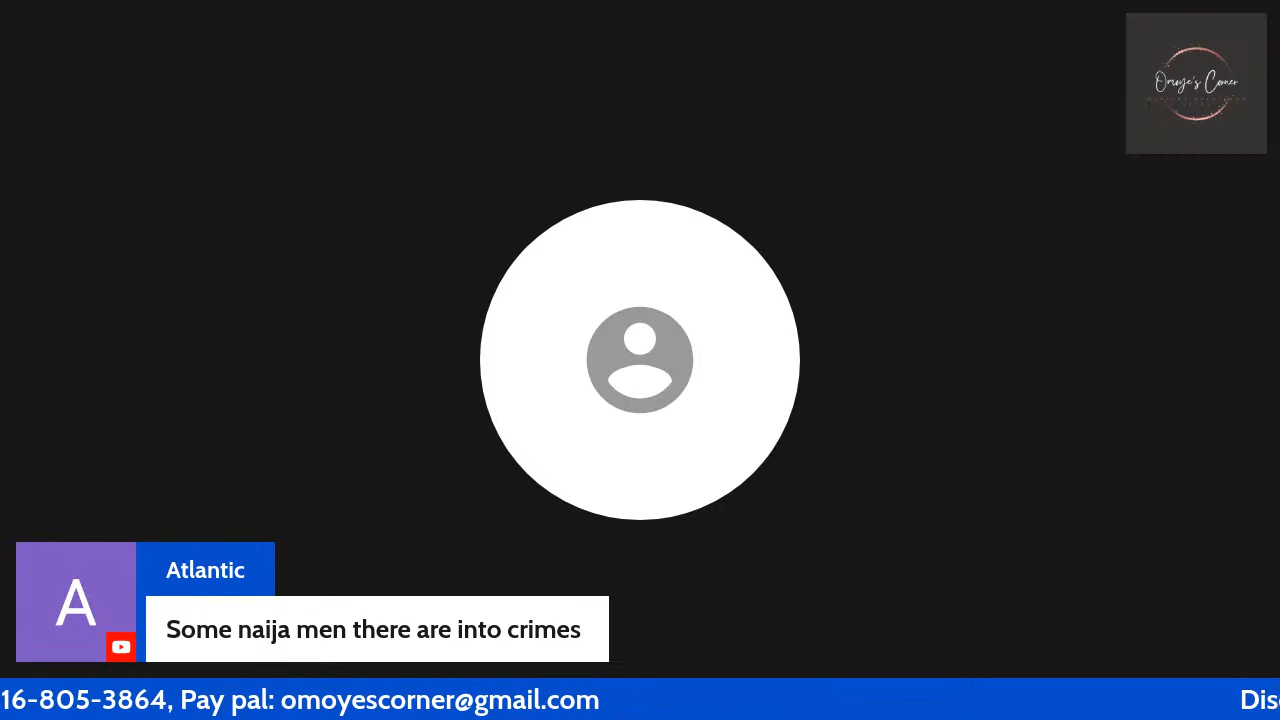 Omoye's Corner
A
Atlantic
Some naija men there are into crimes
16-805-3864, Pay pal: omoyescorner@gmail.com
Dis